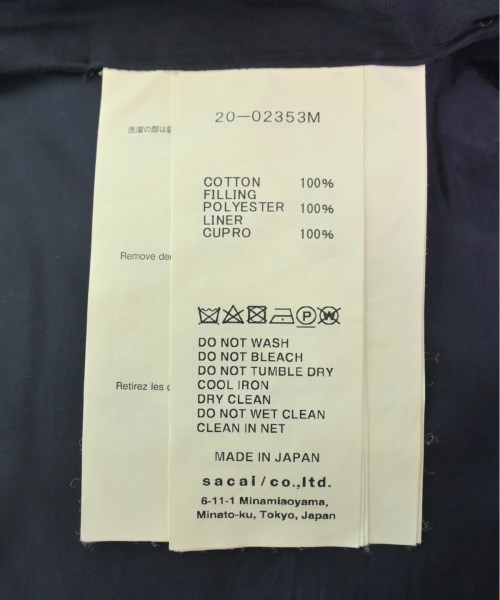 20-02353M
洗濯の際は
COTTON 100%
FILLING
POLYESTER 100%
LINER
CUPRO 100%
Remove
Retirez les
P
W
DO NOT WASH
DO NOT BLEACH
DO NOT TUMBLE DRY
COOL IRON
DRY CLEAN
DO NOT WET CLEAN
CLEAN IN NET
MADE IN JAPAN
sacai/co.,ltd.
6-11-1 Minamiaoyama,
Minato-ku, Tokyo, Japan